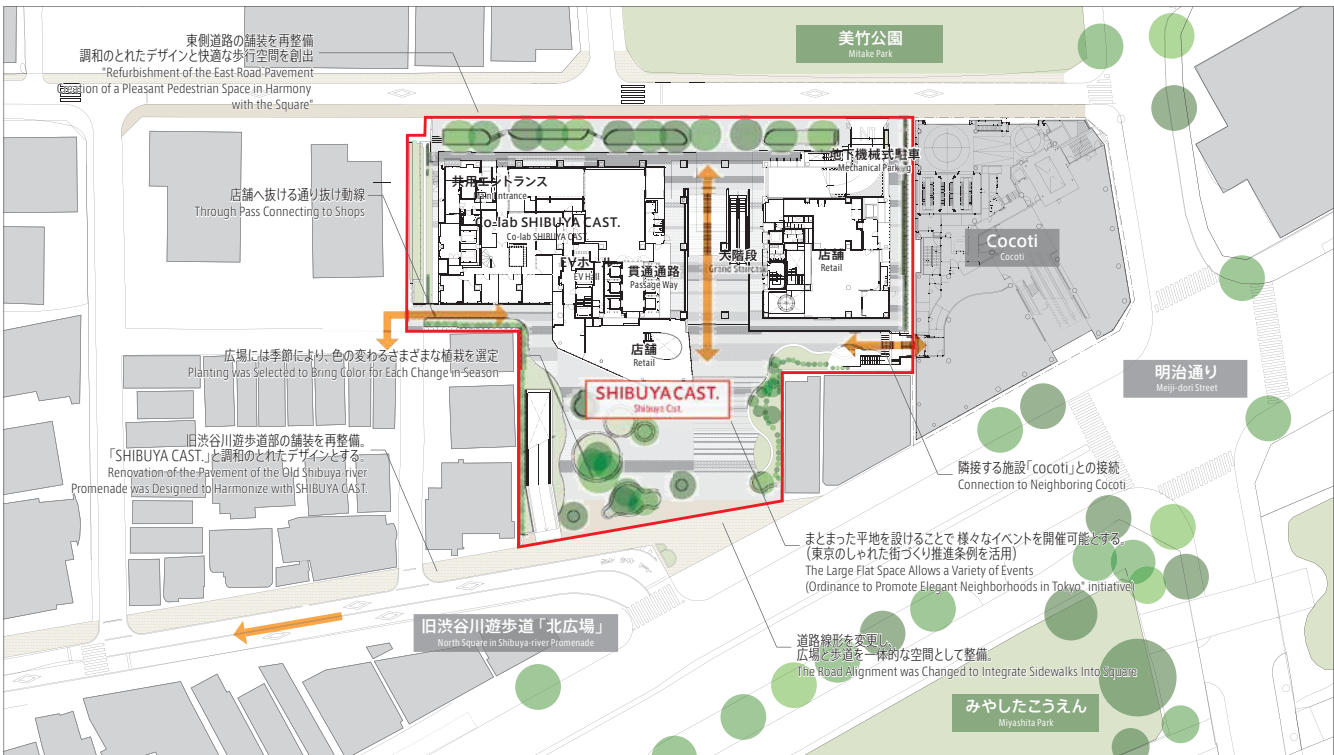 東側道路の舗装を再整備
調和のとれたデザインと快適な歩行空間を創出
"Refurbishment of the East Road Pavement
Creation of a Pleasant Pedestrian Space in Harmony
with the Square"
美竹公園
Mitake Park
地下機械式駐車
Mechanical Parking
共用エントランス
Main Entrance
店舗へ抜ける通り抜け動線
Through Pass Connecting to Shops
Co-lab SHIBUYA CAST.
Co-lab SHIBUYA CAST.
EVホール
EV Hall
貫通通路
Passage Way
大階段
Grand Staircase
店舗
Retail
Cocoti
Cocoti
店舗
Retail
広場には季節により、色の変わるさまざまな植栽を選定
Planting was Selected to Bring Color for Each Change in Season
SHIBUYACAST.
Shibuya Cast.
明治通り
Meiji-dori Street
旧渋谷川遊歩道部の舗装を再整備。
「SHIBUYA CAST.」と調和のとれたデザインとする。
Renovation of the Pavement of the Old Shibuya-river
Promenade was Designed to Harmonize with SHIBUYA CAST.
隣接する施設「cocoti」との接続
Connection to Neighboring Cocoti
まとまった平地を設けることで 様々なイベントを開催可能とする。
(東京のしゃれた街づくり推進条例を活用)
The Large Flat Space Allows a Variety of Events
(Ordinance to Promote Elegant Neighborhoods in Tokyo" initiative)
旧渋谷川遊歩道「北広場」
North Square in Shibuya-river Promenade
道路線形を変更し、
広場と歩道を一体的な空間として整備。
The Road Alignment was Changed to Integrate Sidewalks Into Square
みやしたこうえん
Miyashita Park